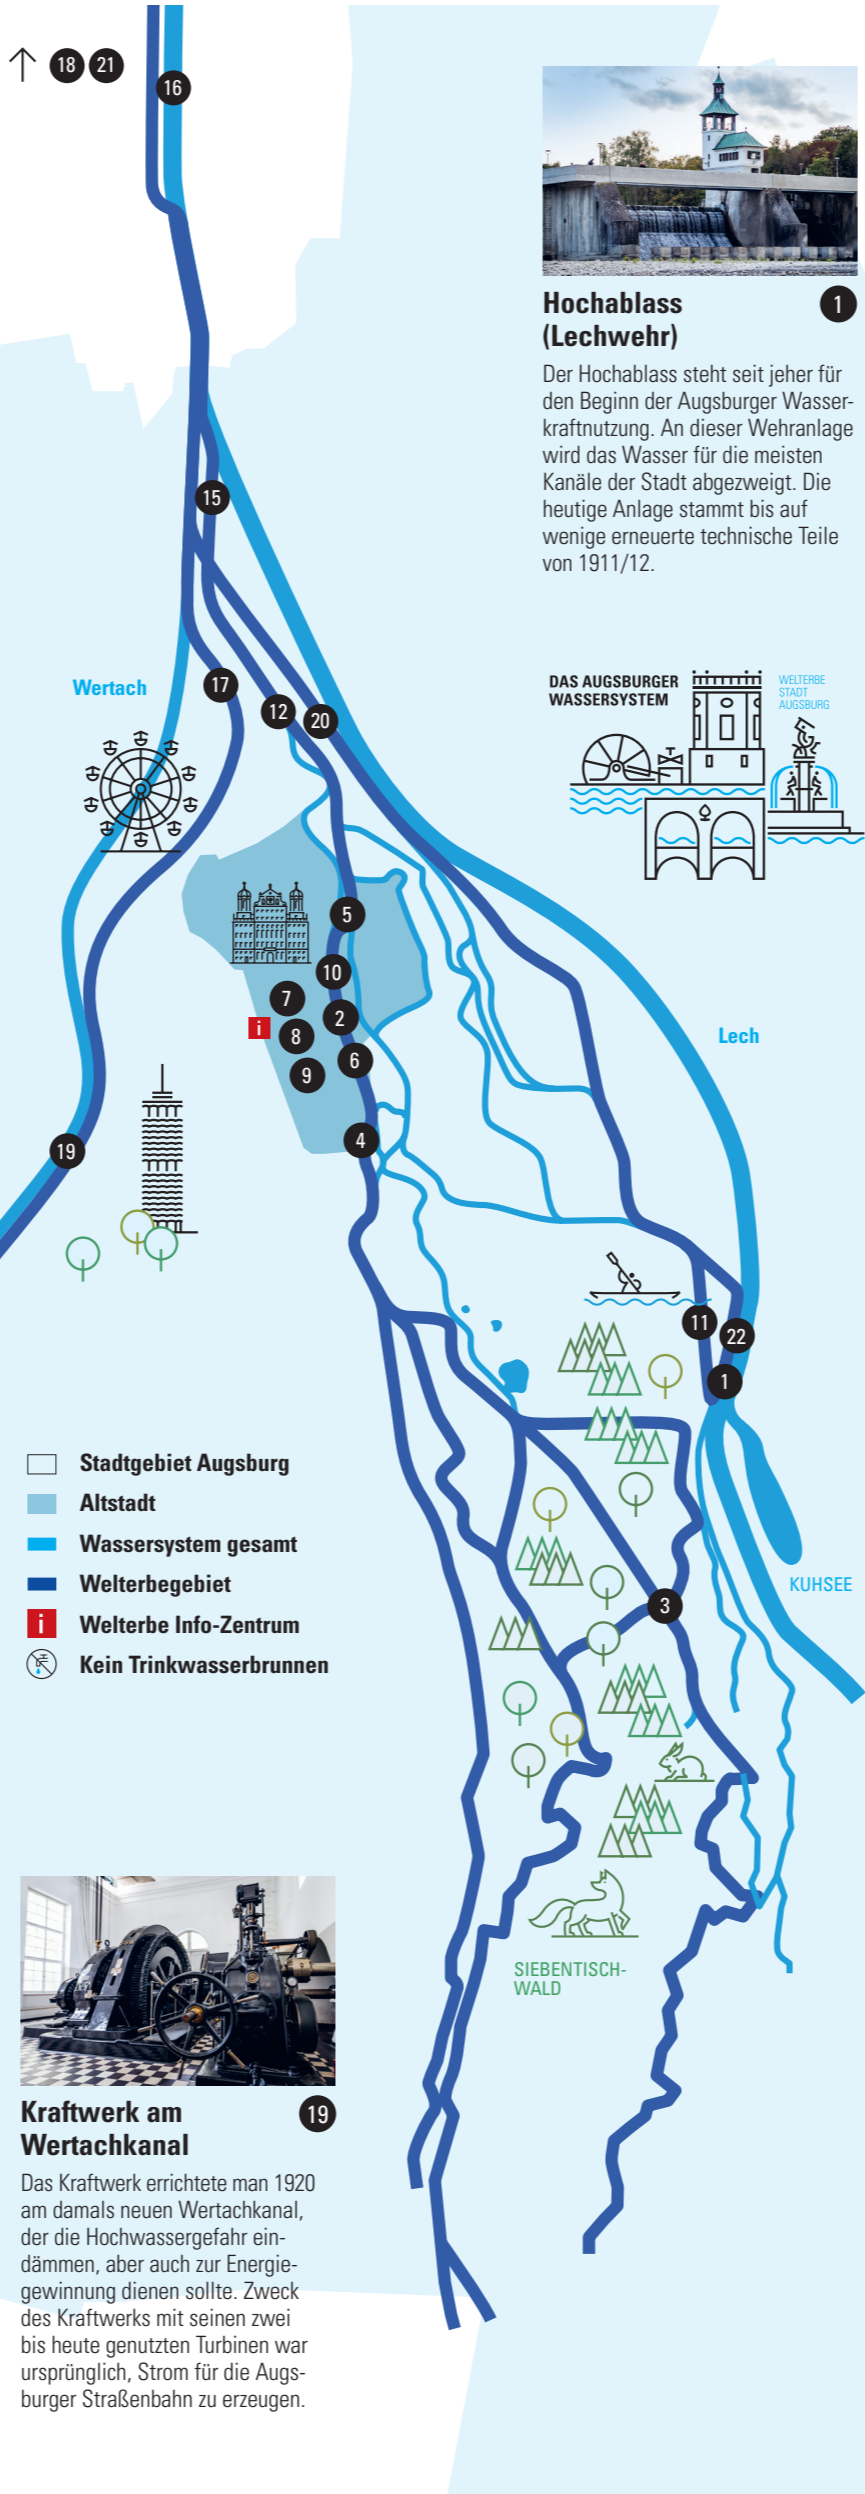 18 21
16
Hochablass
(Lechwehr)
1
Der Hochablass steht seit jeher für
den Beginn der Augsburger Wasser-
kraftnutzung. An dieser Wehranlage
wird das Wasser für die meisten
Kanäle der Stadt abgezweigt. Die
heutige Anlage stammt bis auf
wenige erneuerte technische Teile
von 1911/12.
15
DAS AUGSBURGER
WASSERSYSTEM
WELTERBE
STADT
AUGSBURG
Wertach
17
12
20
5
10
7
2
i
8
6
9
Lech
4
19
11
22
1
Stadtgebiet Augsburg
Altstadt
Wassersystem gesamt
Welterbegebiet
i Welterbe Info-Zentrum
Kein Trinkwasserbrunnen
KUHSEE
3
SIEBENTISCH-
WALD
Kraftwerk am
Wertachkanal
19
Das Kraftwerk errichtete man 1920
am damals neuen Wertachkanal,
der die Hochwassergefahr ein-
dämmen, aber auch zur Energie-
gewinnung dienen sollte. Zweck
des Kraftwerks mit seinen zwei
bis heute genutzten Turbinen war
ursprünglich, Strom für die Augs-
burger Straßenbahn zu erzeugen.